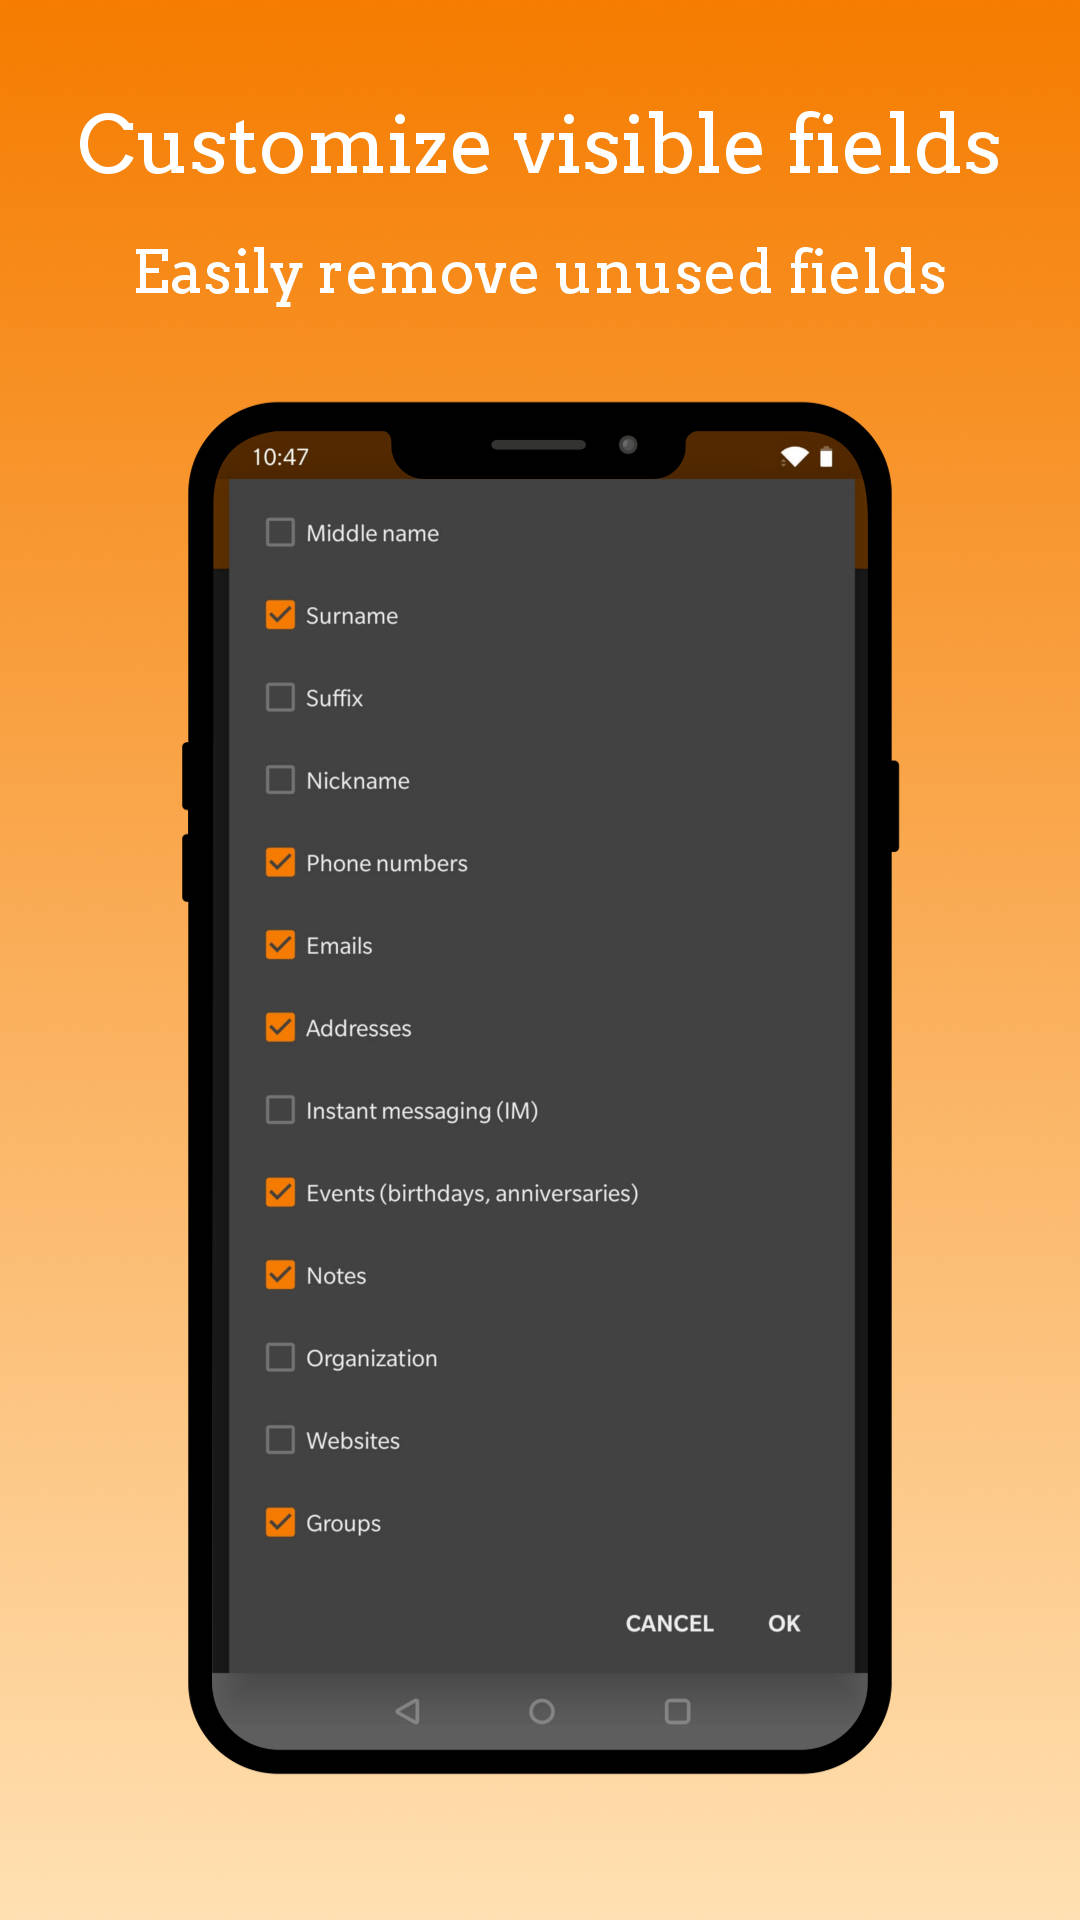 Customize visible fields
Easily remove unused fields
10:47
Middle name
Surname
Suffix
Nickname
Phone numbers
Emails
Addresses
Instant messaging (IM)
Events (birthdays, anniversaries)
Notes
Organization
Websites
Groups
CANCEL OK